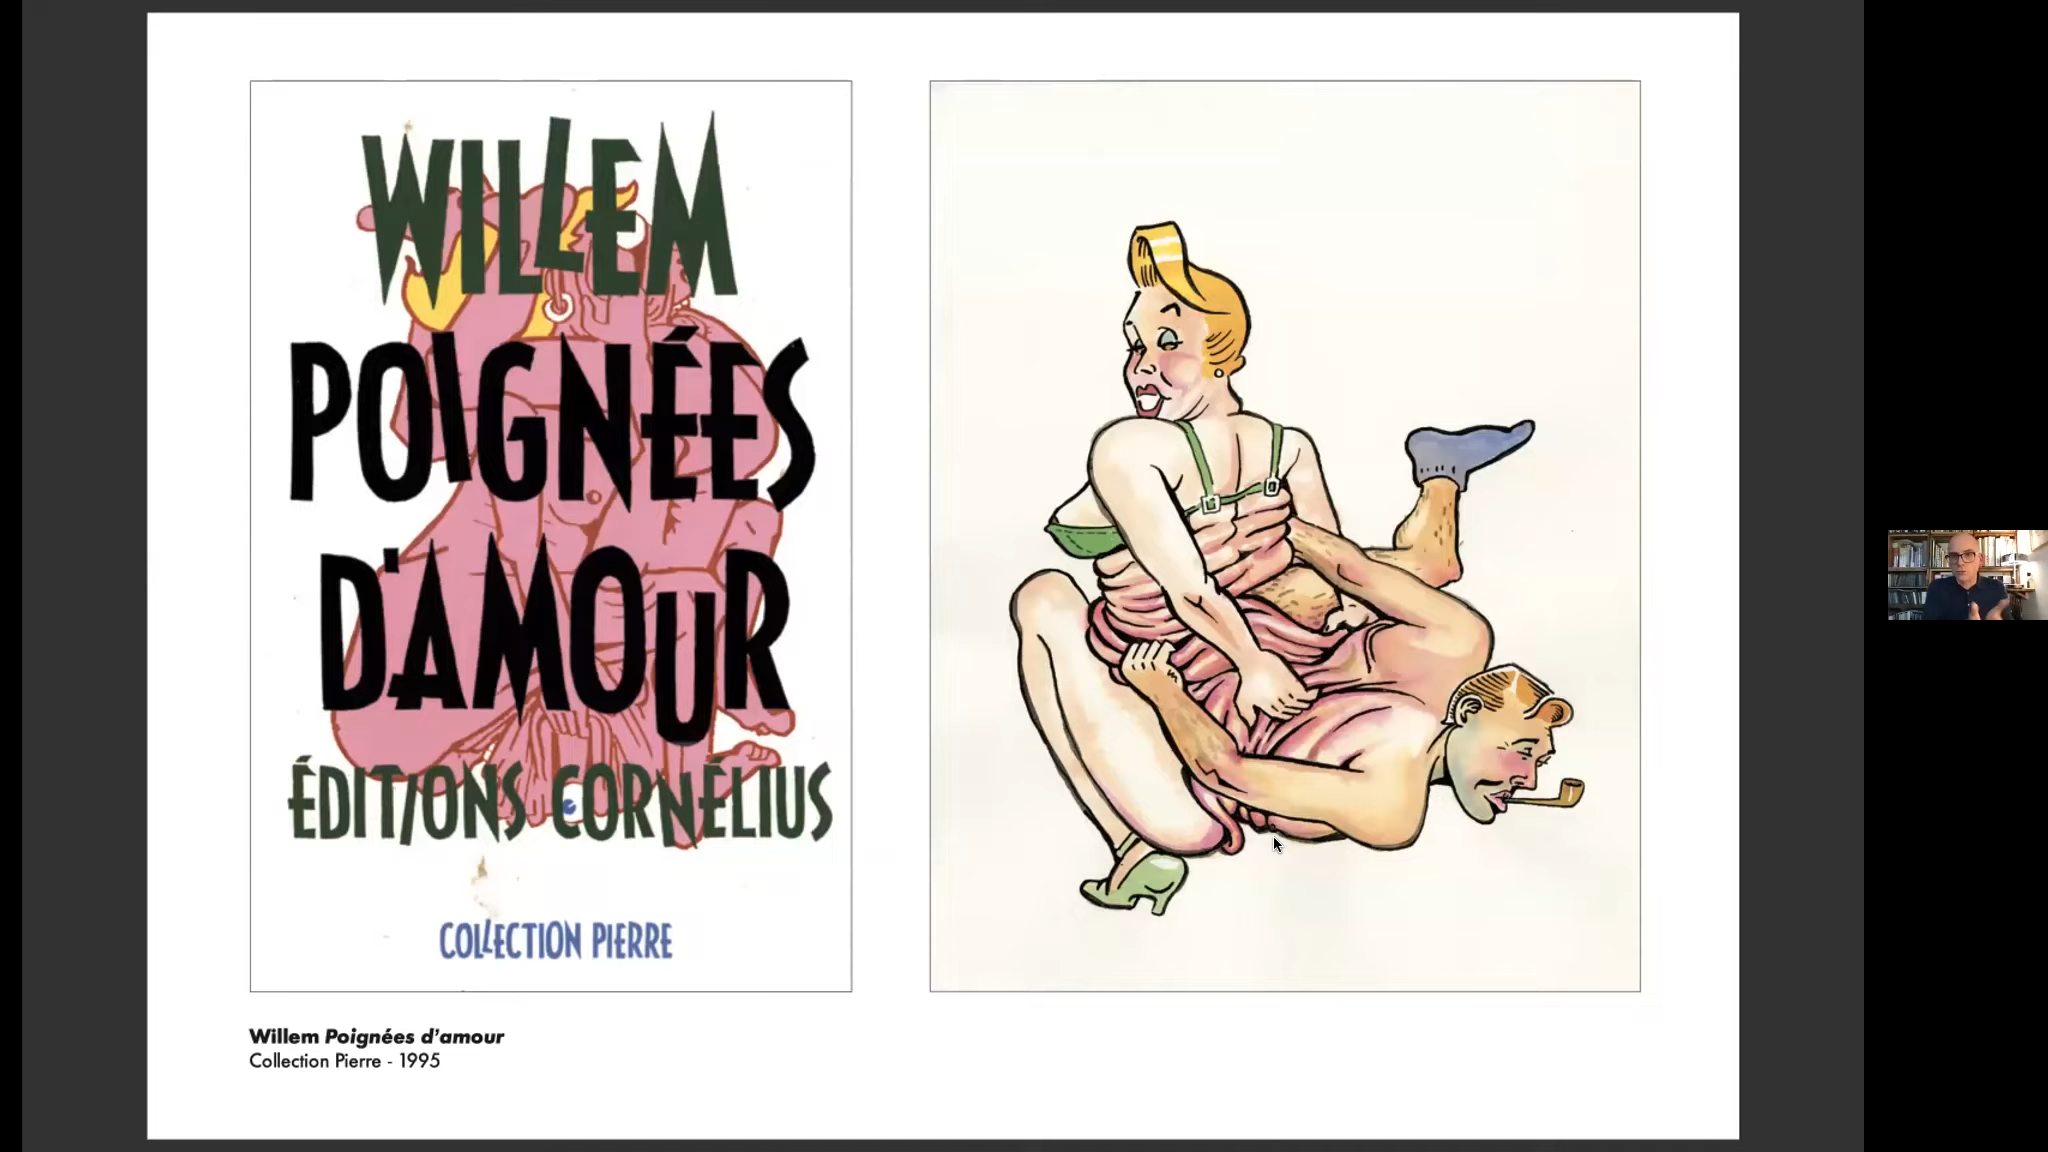 WILLEM
POIGNÉES
D'AMOUR
ÉDITIONS CORNÉLIUS
COLLECTION PIERRE
Willem Poignées d'amour
Collection Pierre - 1995